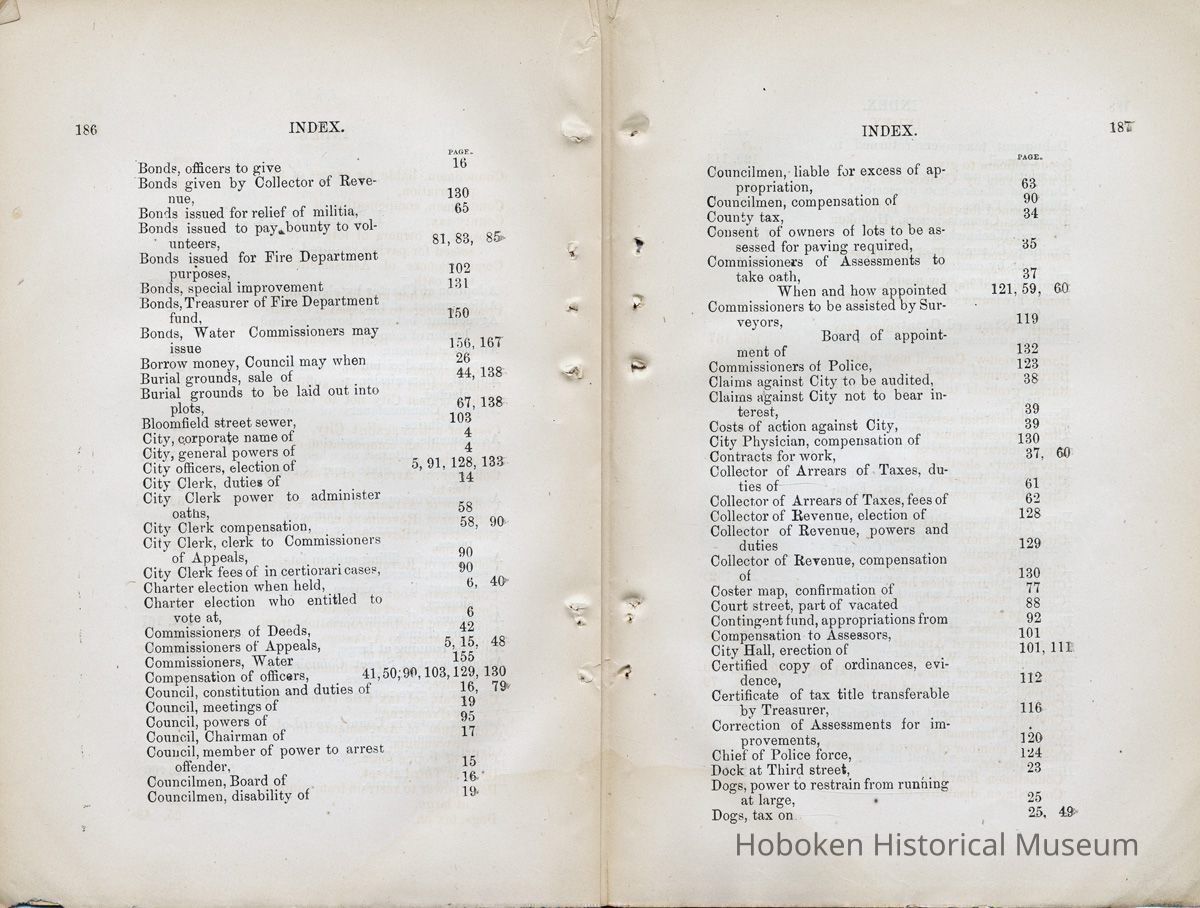 186
INDEX.
PAGE.
Bonds, officers to give 16
Bonds given by Collector of Reve-
nue, 130
Bonds issued for relief of militia, 65
Bonds issued to pay bounty to vol-
unteers, 81, 83, 85
Bonds issued for Fire Department
purposes, 102
Bonds, special improvement 131
Bonds, Treasurer of Fire Department
fund, 150
Bonds, Water Commissioners may
issue 156, 167
Borrow money, Council may when 26
Burial grounds, sale of 44, 138
Burial grounds to be laid out into
plots, 67, 138
Bloomfield street sewer, 103
City, corporate name of 4
City, general powers of 4
City officers, election of 5, 91, 128, 133
City Clerk, duties of 14
City Clerk power to administer
oaths, 58
City Clerk compensation, 58, 90
City Clerk, clerk to Commissioners
of Appeals, 90
City Clerk fees of in certiorari cases, 90
Charter election when held, 6, 40
Charter election who entitled to
vote at, 6
Commissioners of Deeds, 42
Commissioners of Appeals, 5, 15, 48
Commissioners, Water 155
Compensation of officers, 41, 50; 90, 103, 129, 130
Council, constitution and duties of 16, 79
Council, meetings of 19
Council, powers of 95
Council, Chairman of 17
Council, member of power to arrest
offender, 15
Councilmen, Board of 16
Councilmen, disability of 19
INDEX.
187
PAGE.
Councilmen, liable for excess of ap-
propriation, 63
Councilmen, compensation of 90
County tax, 34
Consent of owners of lots to be as-
sessed for paving required, 35
Commissioners of Assessments to
take oath, 37
When and how appointed 121, 59, 60
Commissioners to be assisted by Sur-
veyors, 119
Board of appoint-
ment of 132
Commissioners of Police, 123
Claims against City to be audited, 38
Claims against City not to bear in-
terest, 39
Costs of action against City, 39
City Physician, compensation of 130
Contracts for work, 37, 60
Collector of Arrears of Taxes, du-
ties of 61
Collector of Arrears of Taxes, fees of 62
Collector of Revenue, election of 128
Collector of Revenue, powers and
duties 129
Collector of Revenue, compensation
of 130
Coster map, confirmation of 77
Court street, part of vacated 88
Contingent fund, appropriations from 92
Compensation to Assessors, 101
City Hall, erection of 101, 111
Certified copy of ordinances, evi-
dence, 112
Certificate of tax title transferable
by Treasurer, 116
Correction of Assessments for im-
provements, 120
Chief of Police force, 124
Dock at Third street, 23
Dogs, power to restrain from running
at large, 25
Dogs, tax on 25, 49
Hoboken Historical Museum